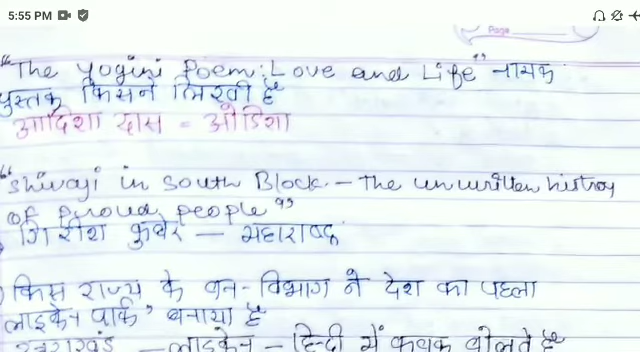 5:55 PM
Page
"The yogini Poem: Love and Life" नामक
पुस्तक किसने लिखी है
आदिशा दास = ओडिशा
"Shivaji in South Block - The unwritten history
of proud people"
गिरीश कुबेर — महाराष्ट्र
किस राज्य के वन-विभाग ने देश का पहला
लाइकेन पार्क' बनाया है
उत्तराखंड — लाइकेन - हिन्दी में कवक बोलते है